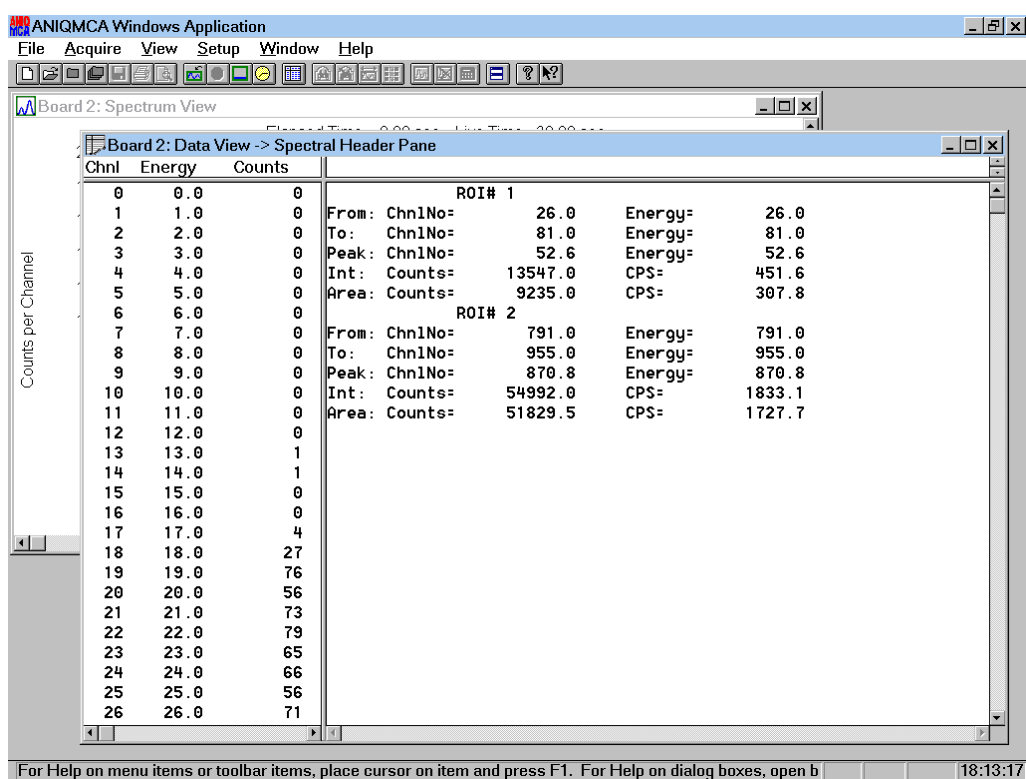 ANIQMCA Windows Application
File Acquire View Setup Window Help
Board 2: Spectrum View
Board 2: Data View -> Spectral Header Pane
Chnl Energy Counts
0 0.0 0 ROI# 1
1 1.0 0 From: ChnlNo= 26.0 Energy= 26.0
2 2.0 0 To: ChnlNo= 81.0 Energy= 81.0
3 3.0 0 Peak: ChnlNo= 52.6 Energy= 52.6
4 4.0 0 Int: Counts= 13547.0 CPS= 451.6
5 5.0 0 Area: Counts= 9235.0 CPS= 307.8
6 6.0 0 ROI# 2
7 7.0 0 From: ChnlNo= 791.0 Energy= 791.0
8 8.0 0 To: ChnlNo= 955.0 Energy= 955.0
9 9.0 0 Peak: ChnlNo= 870.8 Energy= 870.8
10 10.0 0 Int: Counts= 54992.0 CPS= 1833.1
11 11.0 0 Area: Counts= 51829.5 CPS= 1727.7
12 12.0 0
13 13.0 1
14 14.0 1
15 15.0 0
16 16.0 0
17 17.0 4
18 18.0 27
19 19.0 76
20 20.0 56
21 21.0 73
22 22.0 79
23 23.0 65
24 24.0 66
25 25.0 56
26 26.0 71
Counts per Channel
For Help on menu items or toolbar items, place cursor on item and press F1. For Help on dialog boxes, open b
18:13:17